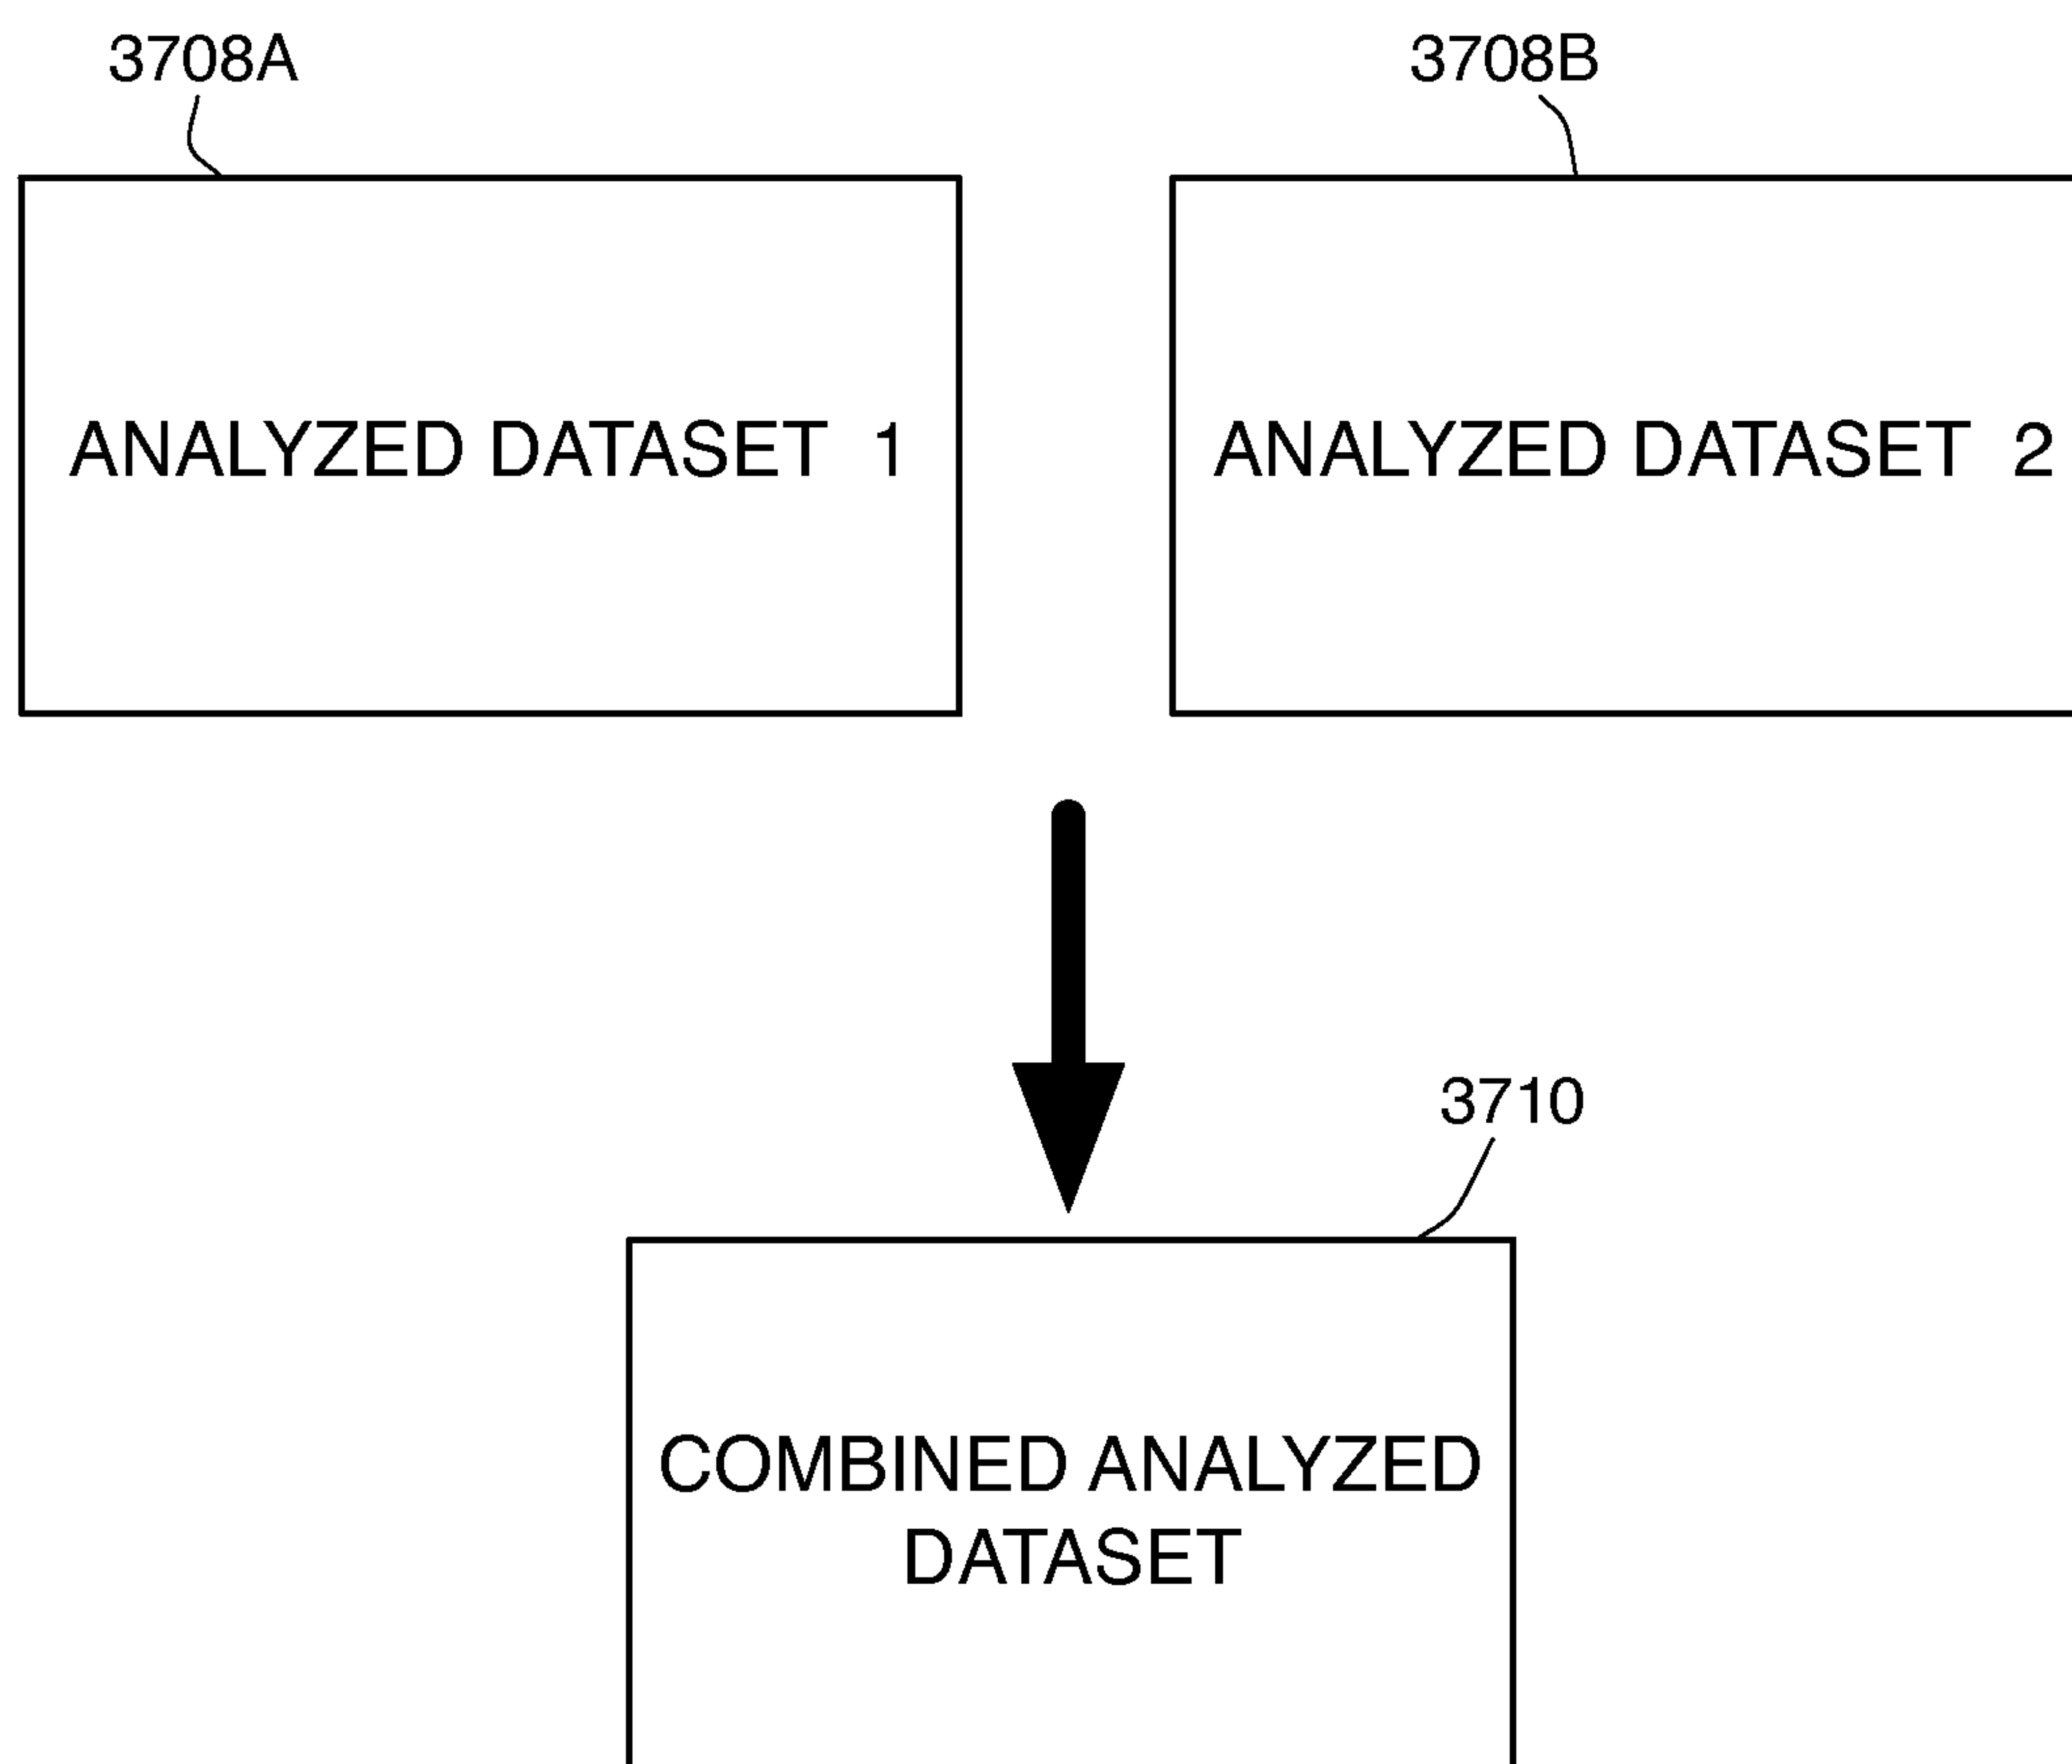 3708A
3708B
ANALYZED DATASET 1
ANALYZED DATASET 2
3710
COMBINED ANALYZED
DATASET